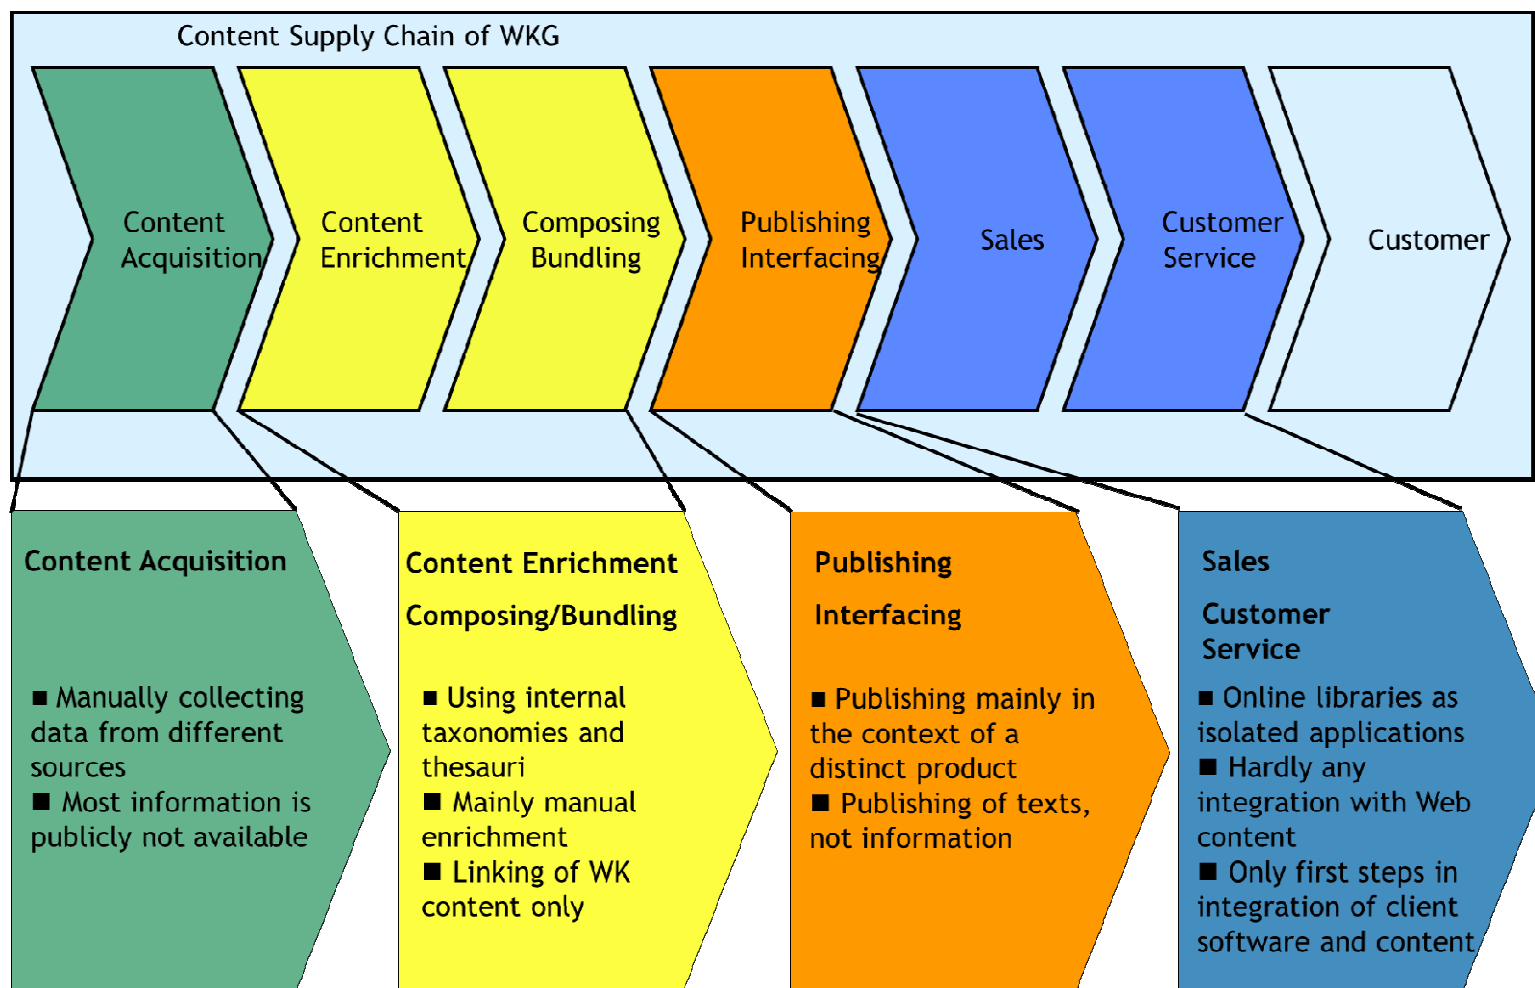 Content Supply Chain of WKG
Content
Acquisition
Content
Enrichment
Composing
Bundling
Publishing
Interfacing
Sales
Customer
Service
Customer
Content Acquisition
■ Manually collecting
data from different
sources
■ Most information is
publicly not available
Content Enrichment
Composing/Bundling
■ Using internal
taxonomies and
thesauri
■ Mainly manual
enrichment
■ Linking of WK
content only
Publishing
Interfacing
■ Publishing mainly in
the context of a
distinct product
■ Publishing of texts,
not information
Sales
Customer
Service
■ Online libraries as
isolated applications
■ Hardly any
integration with Web
content
■ Only first steps in
integration of client
software and content